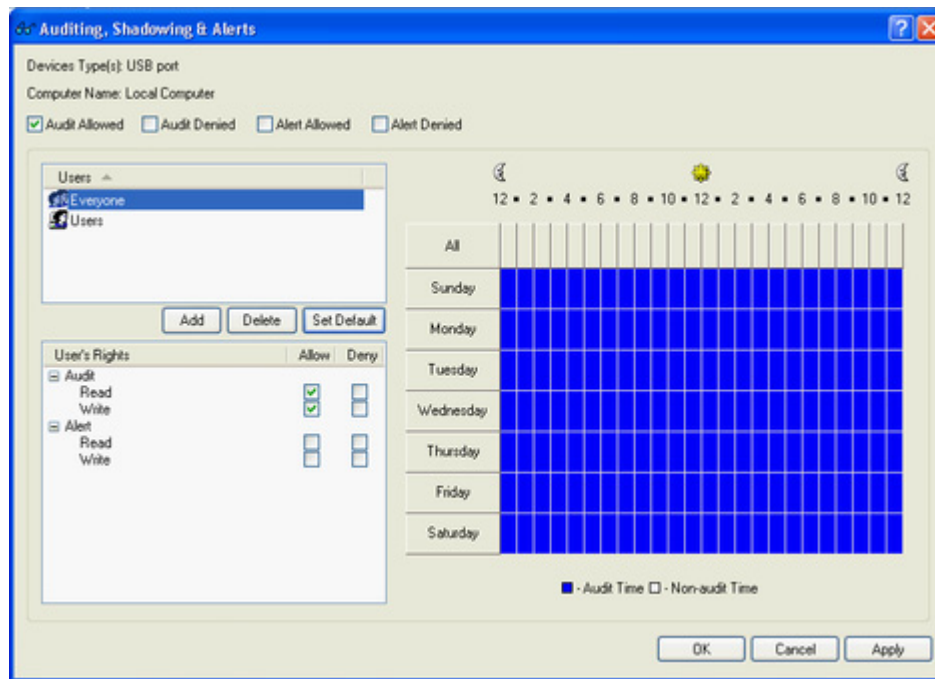 Auditing, Shadowing & Alerts
Devices Type(s): USB port
Computer Name: Local Computer
Audit Allowed Audit Denied Alert Allowed Alert Denied
Users
Everyone
Users
Add Delete Set Default
User's Rights Allow Deny
Audit
Read
Write
Alert
Read
Write
12 • 2 • 4 • 6 • 8 • 10 • 12 • 2 • 4 • 6 • 8 • 10 • 12
All
Sunday
Monday
Tuesday
Wednesday
Thursday
Friday
Saturday
- Audit Time - Non-audit Time
OK Cancel Apply